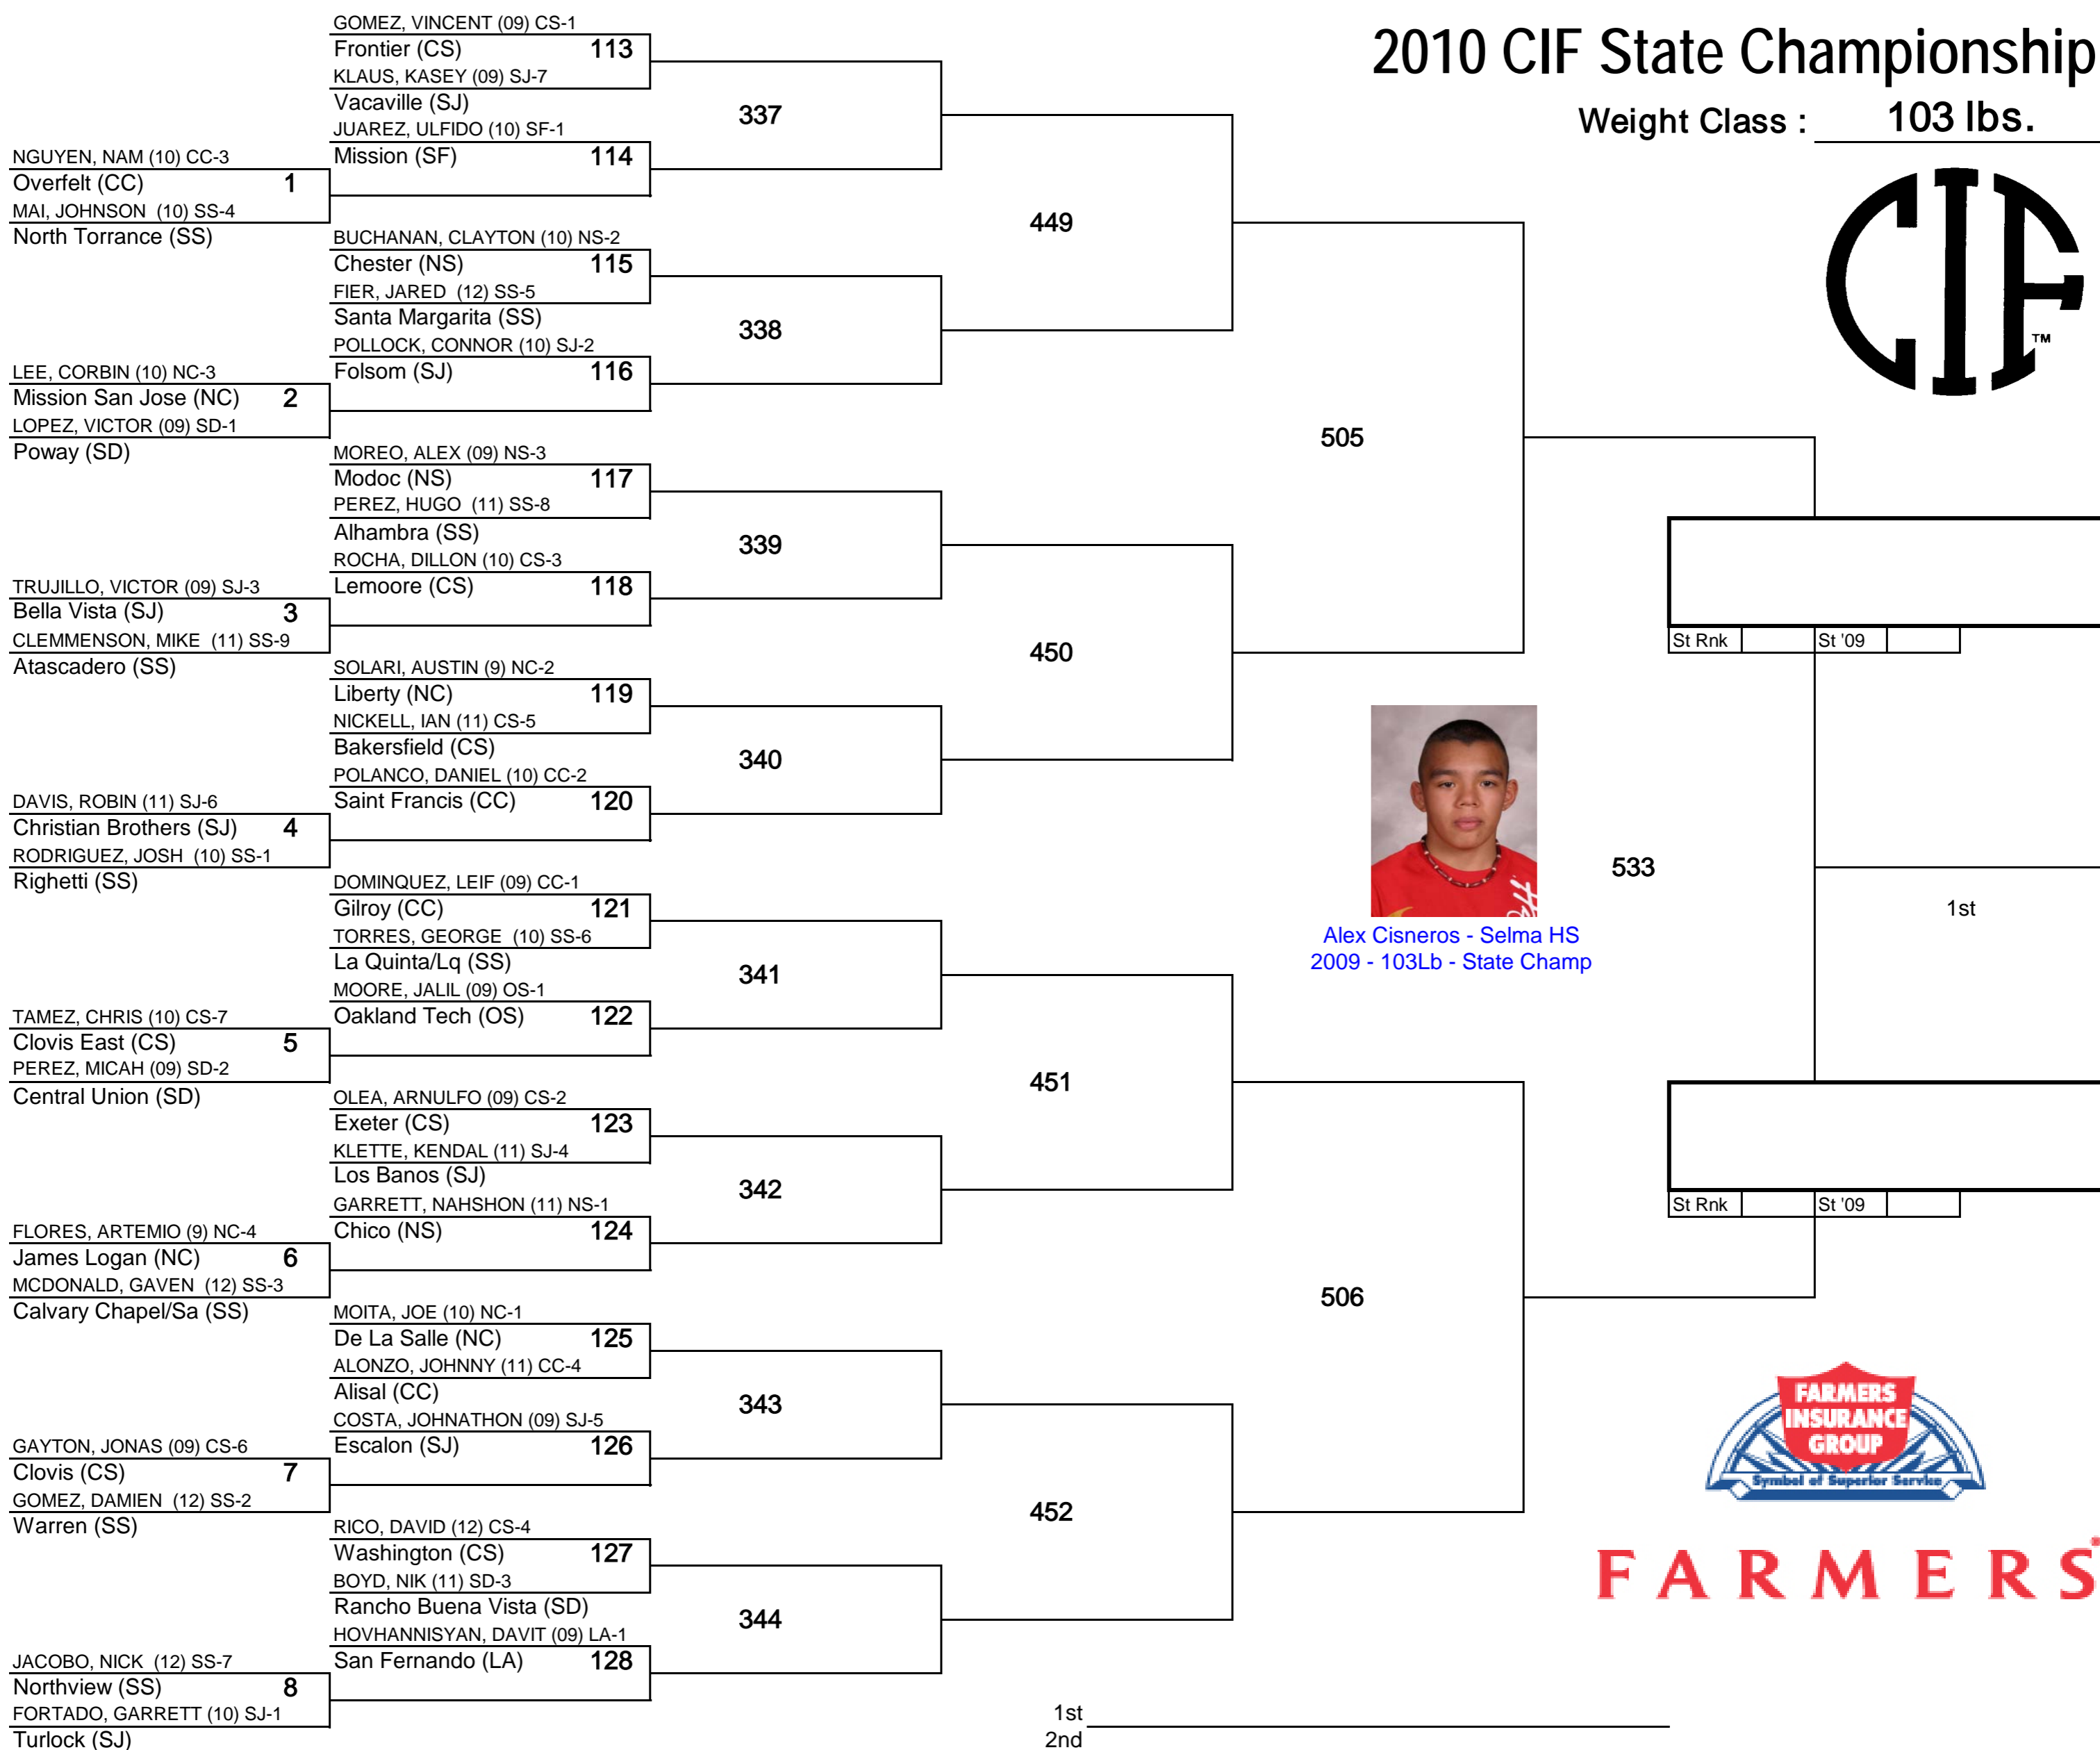 2010 CIF State Championship
Weight Class : 103 lbs.
CIF
TM
NGUYEN, NAM (10) CC-3
Overfelt (CC) 1
MAI, JOHNSON (10) SS-4
North Torrance (SS)
LEE, CORBIN (10) NC-3
Mission San Jose (NC) 2
LOPEZ, VICTOR (09) SD-1
Poway (SD)
TRUJILLO, VICTOR (09) SJ-3
Bella Vista (SJ) 3
CLEMMENSON, MIKE (11) SS-9
Atascadero (SS)
DAVIS, ROBIN (11) SJ-6
Christian Brothers (SJ) 4
RODRIGUEZ, JOSH (10) SS-1
Righetti (SS)
TAMEZ, CHRIS (10) CS-7
Clovis East (CS) 5
PEREZ, MICAH (09) SD-2
Central Union (SD)
FLORES, ARTEMIO (9) NC-4
James Logan (NC) 6
MCDONALD, GAVEN (12) SS-3
Calvary Chapel/Sa (SS)
GAYTON, JONAS (09) CS-6
Clovis (CS) 7
GOMEZ, DAMIEN (12) SS-2
Warren (SS)
JACOBO, NICK (12) SS-7
Northview (SS) 8
FORTADO, GARRETT (10) SJ-1
Turlock (SJ)
GOMEZ, VINCENT (09) CS-1
Frontier (CS) 113
KLAUS, KASEY (09) SJ-7
Vacaville (SJ)
JUAREZ, ULFIDO (10) SF-1
Mission (SF) 114
BUCHANAN, CLAYTON (10) NS-2
Chester (NS) 115
FIER, JARED (12) SS-5
Santa Margarita (SS)
POLLOCK, CONNOR (10) SJ-2
Folsom (SJ) 116
MOREO, ALEX (09) NS-3
Modoc (NS) 117
PEREZ, HUGO (11) SS-8
Alhambra (SS)
ROCHA, DILLON (10) CS-3
Lemoore (CS) 118
SOLARI, AUSTIN (9) NC-2
Liberty (NC) 119
NICKELL, IAN (11) CS-5
Bakersfield (CS)
POLANCO, DANIEL (10) CC-2
Saint Francis (CC) 120
DOMINQUEZ, LEIF (09) CC-1
Gilroy (CC) 121
TORRES, GEORGE (10) SS-6
La Quinta/Lq (SS)
MOORE, JALIL (09) OS-1
Oakland Tech (OS) 122
OLEA, ARNULFO (09) CS-2
Exeter (CS) 123
KLETTE, KENDAL (11) SJ-4
Los Banos (SJ)
GARRETT, NAHSHON (11) NS-1
Chico (NS) 124
MOITA, JOE (10) NC-1
De La Salle (NC) 125
ALONZO, JOHNNY (11) CC-4
Alisal (CC)
COSTA, JOHNATHON (09) SJ-5
Escalon (SJ) 126
RICO, DAVID (12) CS-4
Washington (CS) 127
BOYD, NIK (11) SD-3
Rancho Buena Vista (SD)
HOVHANNISYAN, DAVIT (09) LA-1
San Fernando (LA) 128
337
338
339
340
341
342
343
344
449
450
451
452
505
506
533
St Rnk St '09
Alex Cisneros - Selma HS
2009 - 103Lb - State Champ
1st
St Rnk St '09
FARMERS
INSURANCE
GROUP
Symbol of Superior Service
FARMERS
1st
2nd